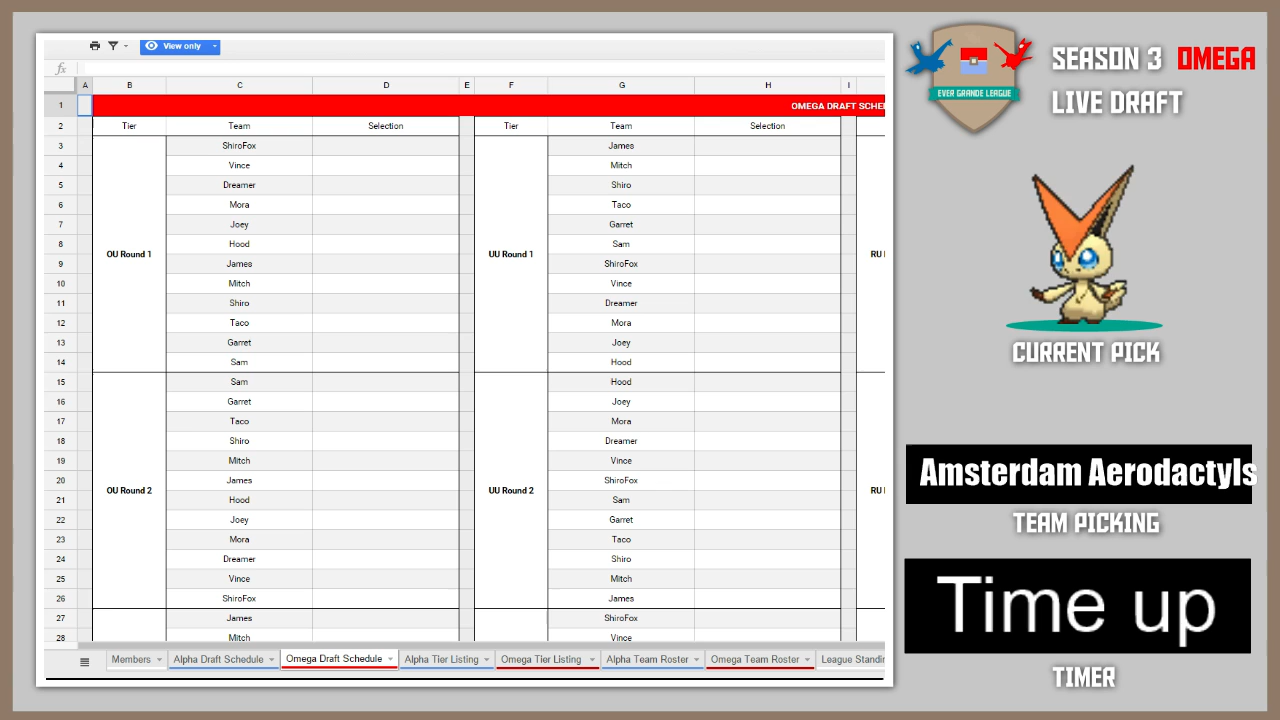 View only
fx
A B C D E F G H I
1 OMEGA DRAFT SCHE
2 Tier Team Selection Tier Team Selection
3 ShiroFox James
4 Vince Mitch
5 Dreamer Shiro
6 Mora Taco
7 Joey Garret
8 Hood Sam
OU Round 1 UU Round 1 RU
9 James ShiroFox
10 Mitch Vince
11 Shiro Dreamer
12 Taco Mora
13 Garret Joey
14 Sam Hood
15 Sam Hood
16 Garret Joey
17 Taco Mora
18 Shiro Dreamer
19 Mitch Vince
20 James ShiroFox
OU Round 2 UU Round 2 RU
21 Hood Sam
22 Joey Garret
23 Mora Taco
24 Dreamer Shiro
25 Vince Mitch
26 ShiroFox James
27 James ShiroFox
28 Mitch Vince
Members Alpha Draft Schedule Omega Draft Schedule Alpha Tier Listing Omega Tier Listing Alpha Team Roster Omega Team Roster League Standin
EVER GRANDE LEAGUE
SEASON 3 OMEGA
LIVE DRAFT
CURRENT PICK
Amsterdam Aerodactyls
TEAM PICKING
Time up
TIMER